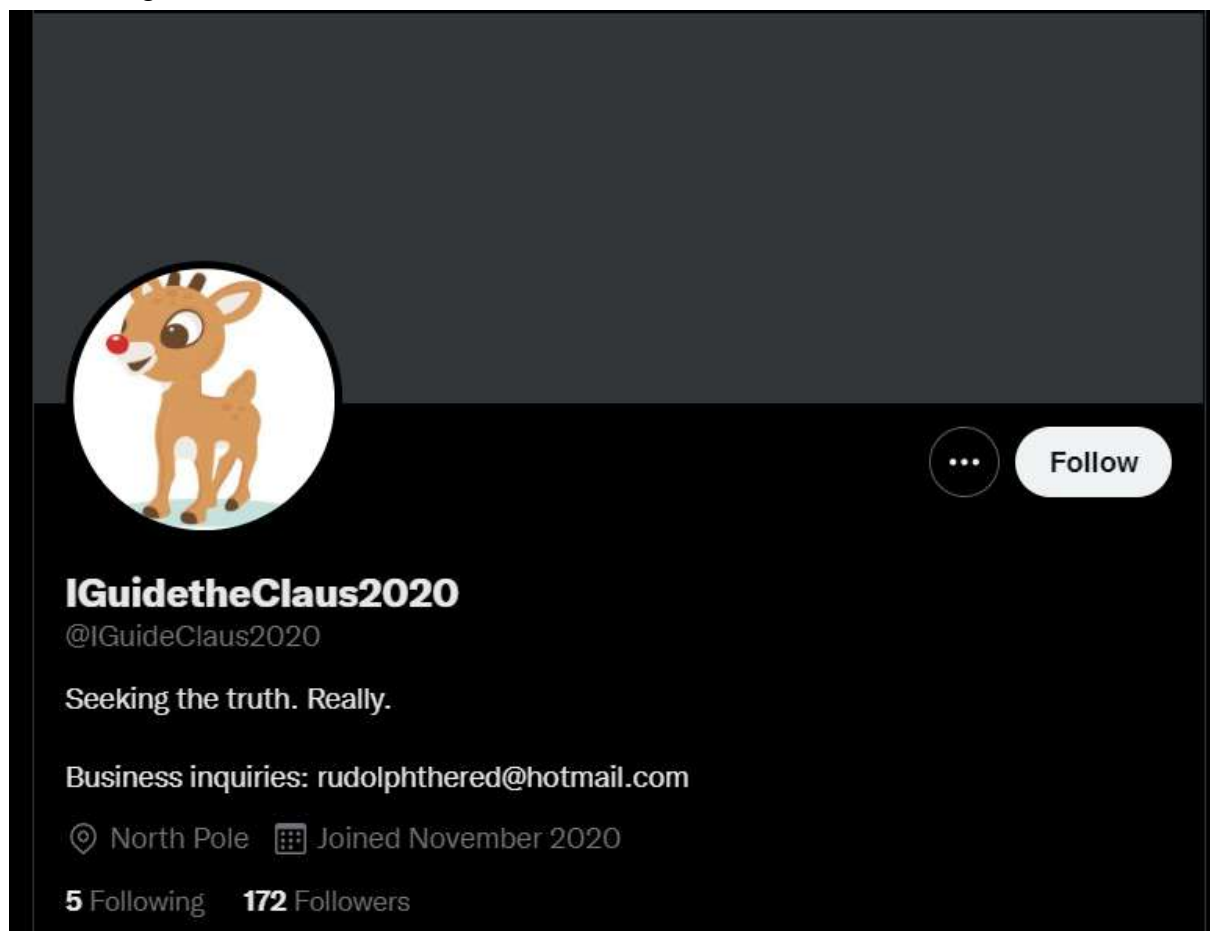 Follow
IGuidetheClaus2020
@IGuideClaus2020
Seeking the truth. Really.
Business inquiries: rudolphthered@hotmail.com
North Pole Joined November 2020
5 Following 172 Followers